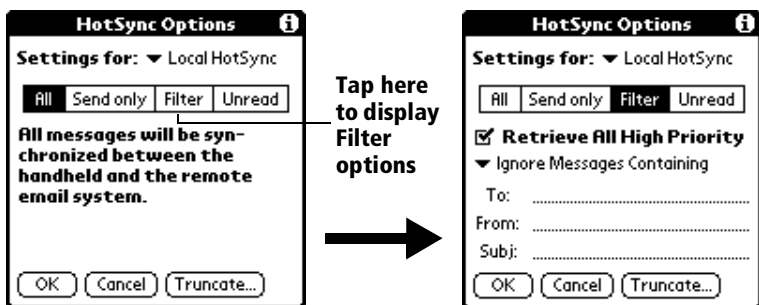 HotSync Options
Settings for: Local HotSync
All Send only Filter Unread
All messages will be syn-
chronized between the
handheld and the remote
email system.
OK Cancel Truncate...
Tap here
to display
Filter
options
HotSync Options
Settings for: Local HotSync
All Send only Filter Unread
Retrieve All High Priority
Ignore Messages Containing
To:
From:
Subj:
OK Cancel Truncate...